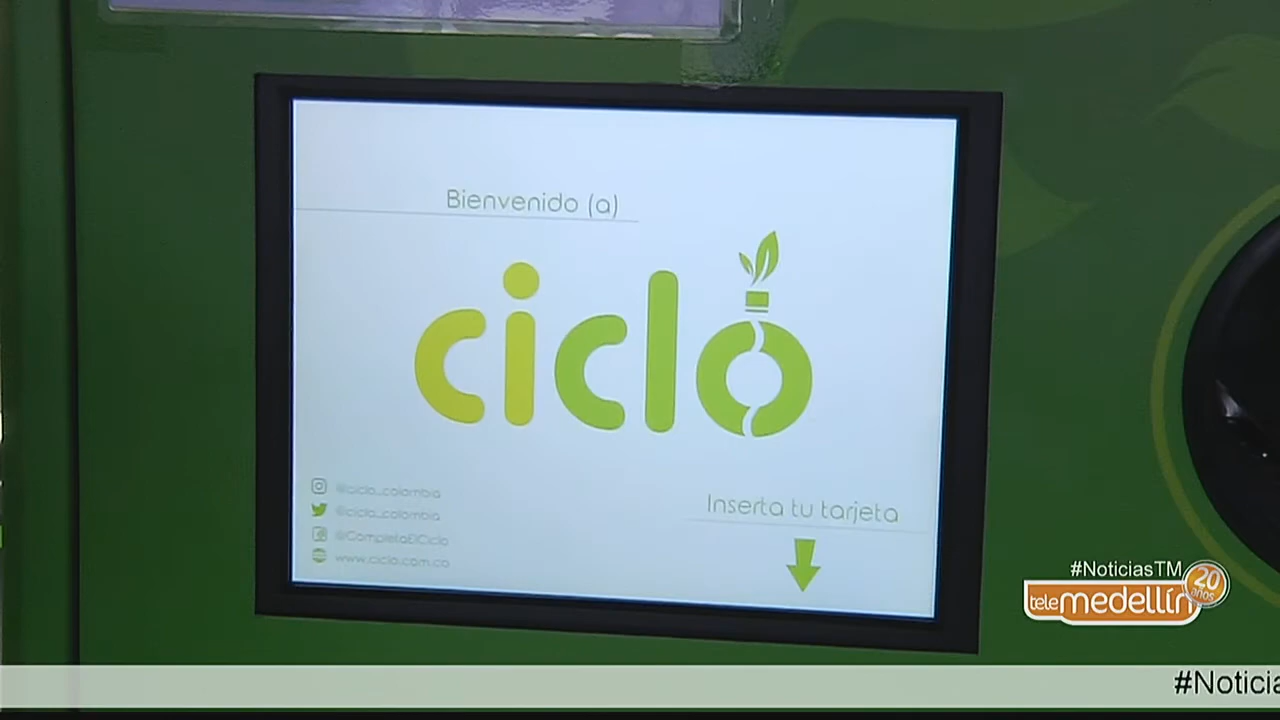 Bienvenido (a)
ciclo
@ciclo_colombia
@ciclo_colombia
@CompletaElCiclo
www.ciclo.com.co
Inserta tu tarjeta
#NoticiasTM
telemedellín
20 años
#Noticia